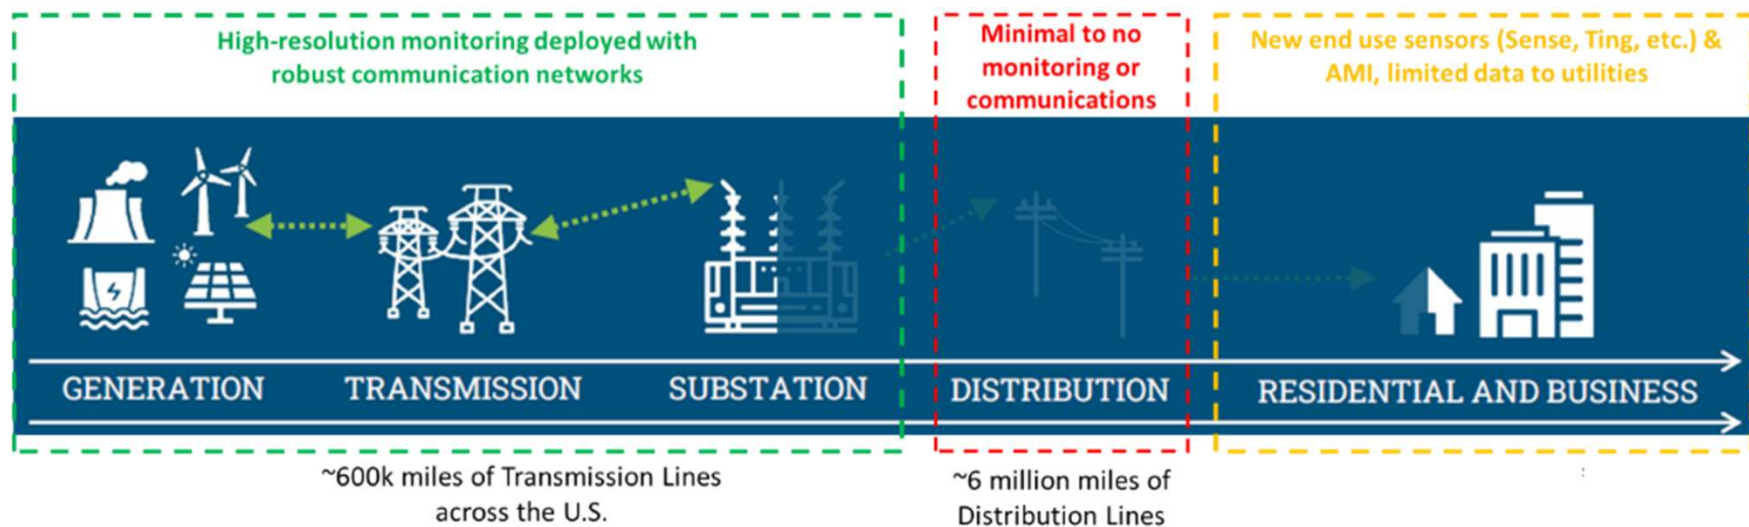 High-resolution monitoring deployed with
robust communication networks
Minimal to no
monitoring or
communications
New end use sensors (Sense, Ting, etc.) &
AMI, limited data to utilities
GENERATION
TRANSMISSION
SUBSTATION
DISTRIBUTION
RESIDENTIAL AND BUSINESS
~600k miles of Transmission Lines
across the U.S.
~6 million miles of
Distribution Lines